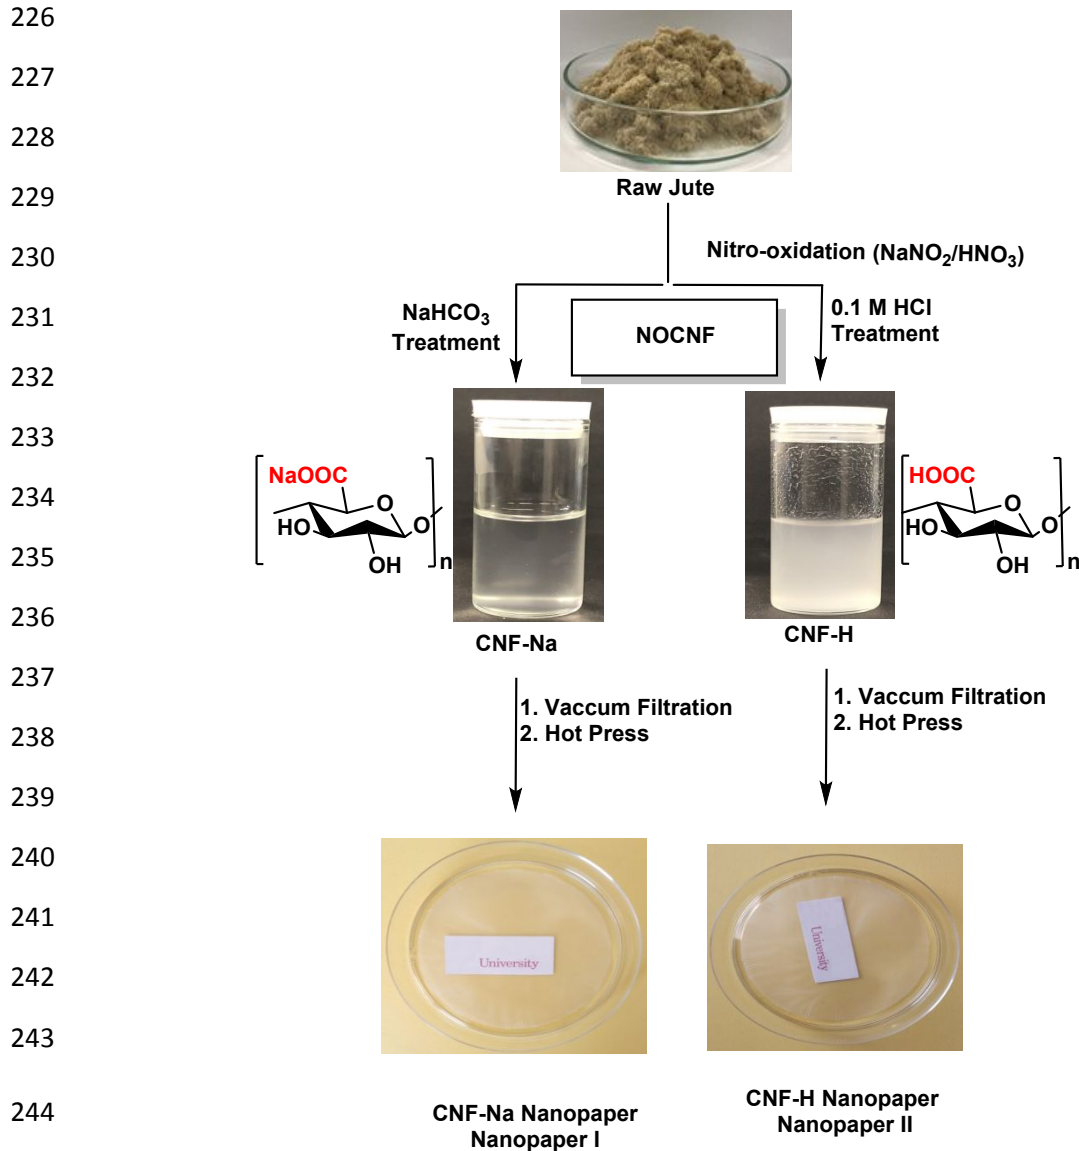 226
227
228
229
Raw Jute
230
Nitro-oxidation (NaNO2/HNO3)
231
NaHCO3
Treatment
NOCNF
0.1 M HCl
Treatment
232
233
234
NaOOC
O
HO
O
OH
n
HOOC
O
HO
O
OH
n
235
236
CNF-Na
CNF-H
237
1. Vaccum Filtration
2. Hot Press
1. Vaccum Filtration
2. Hot Press
238
239
240
241
University
University
242
243
244
CNF-Na Nanopaper
Nanopaper I
CNF-H Nanopaper
Nanopaper II